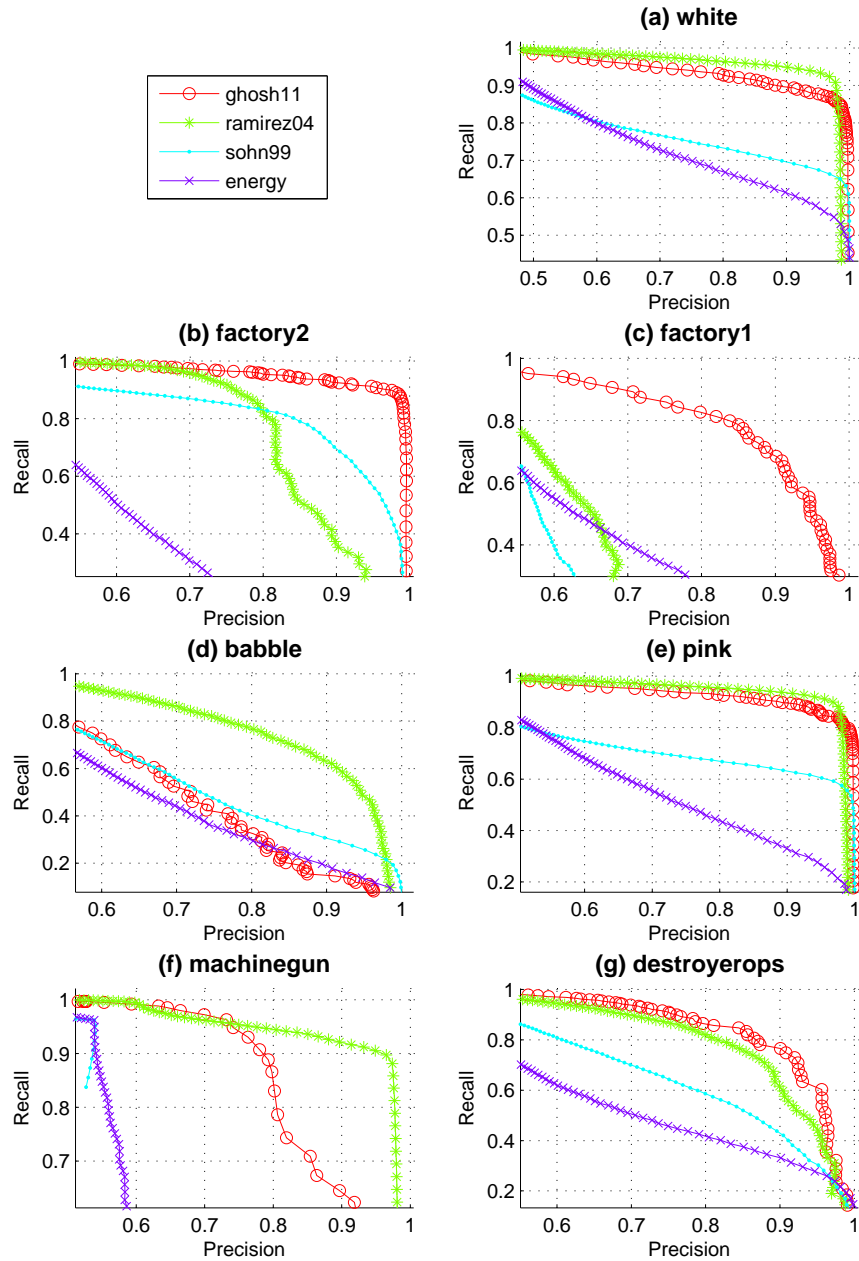 (a) white
ghosh11
ramirez04
sohn99
energy
1
0.9
0.8
0.7
0.6
0.5
Recall
0.5 0.6 0.7 0.8 0.9 1
Precision
(b) factory2
1
0.8
0.6
0.4
Recall
0.6 0.7 0.8 0.9 1
Precision
(c) factory1
1
0.8
0.6
0.4
Recall
0.6 0.7 0.8 0.9 1
Precision
(d) babble
1
0.8
0.6
0.4
0.2
Recall
0.6 0.7 0.8 0.9 1
Precision
(e) pink
1
0.8
0.6
0.4
0.2
Recall
0.6 0.7 0.8 0.9 1
Precision
(f) machinegun
1
0.9
0.8
0.7
Recall
0.6 0.7 0.8 0.9 1
Precision
(g) destroyerops
1
0.8
0.6
0.4
0.2
Recall
0.6 0.7 0.8 0.9 1
Precision